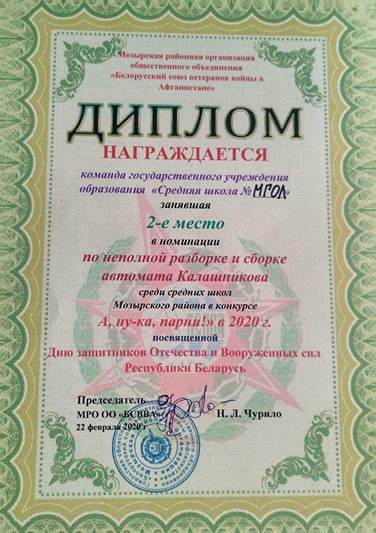 Мозырская районная организация
общественного объединения
«Белорусский союз ветеранов войны в
Афганистане»
ДИПЛОМ
НАГРАЖДАЕТСЯ
команда государственного учреждения
образования «Средняя школа № МГОЛ»
занявшая
2-е место
в номинации
по неполной разборке и сборке
автомата Калашникова
среди средних школ
Мозырского района в конкурсе
А, ну-ка, парни!» в 2020 г.
посвященной
Дню защитников Отечества и Вооруженных сил
Республики Беларусь
Председатель
МРО ОО «БСВВА» Н. Л. Чурило
22 февраля 2020 г